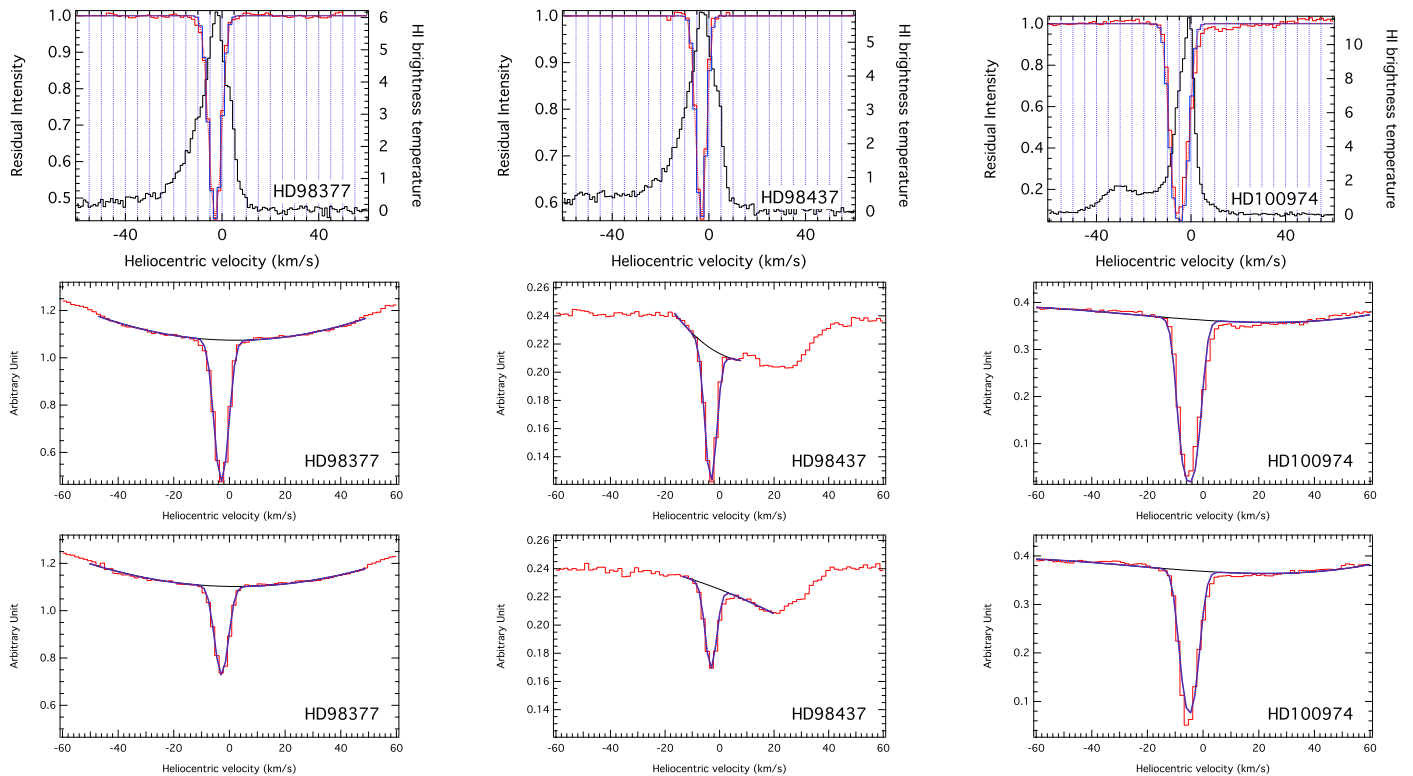 1.0
0.9
0.8
0.7
0.6
0.5
Residual Intensity
6
5
4
3
2
1
0
HI brightness temperature
HD98377
-40
0
40
Heliocentric velocity (km/s)
1.0
0.9
0.8
0.7
0.6
Residual Intensity
5
4
3
2
1
0
HI brightness temperature
HD98437
-40
0
40
Heliocentric velocity (km/s)
1.0
0.8
0.6
0.4
0.2
Residual Intensity
10
8
6
4
2
0
HI brightness temperature
HD100974
-40
0
40
Heliocentric velocity (km/s)
1.2
1.0
0.8
0.6
Arbitrary Unit
HD98377
-60 -40 -20 0 20 40 60
Heliocentric velocity (km/s)
0.26
0.24
0.22
0.20
0.18
0.16
0.14
Arbitrary Unit
HD98437
-60 -40 -20 0 20 40 60
Heliocentric velocity (km/s)
0.4
0.3
0.2
0.1
Arbitrary Unit
HD100974
-60 -40 -20 0 20 40 60
Heliocentric velocity (km/s)
1.2
1.0
0.8
0.6
Arbitrary Unit
HD98377
-60 -40 -20 0 20 40 60
Heliocentric velocity (km/s)
0.26
0.24
0.22
0.20
0.18
0.16
0.14
Arbitrary Unit
HD98437
-60 -40 -20 0 20 40 60
Heliocentric velocity (km/s)
0.4
0.3
0.2
0.1
Arbitrary Unit
HD100974
-60 -40 -20 0 20 40 60
Heliocentric velocity (km/s)